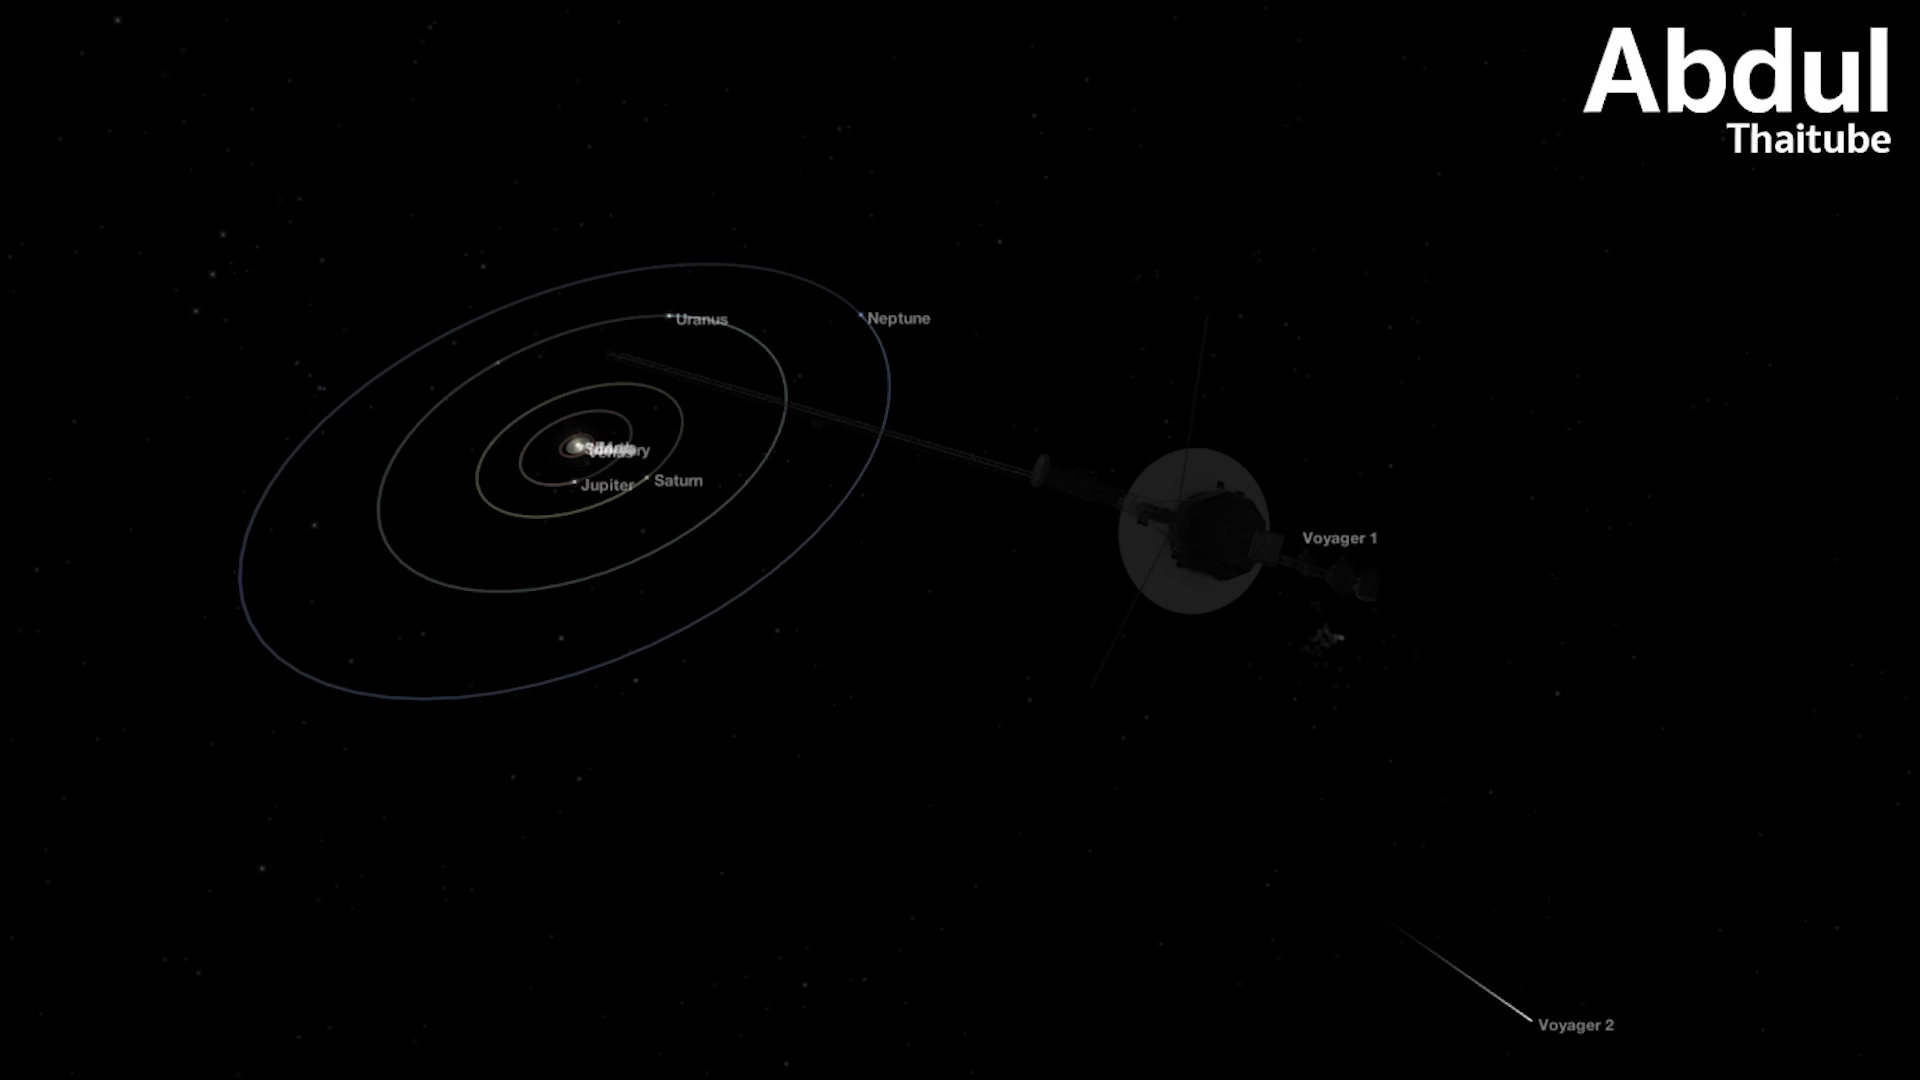 Abdul
Thaitube
Uranus
Neptune
Jupiter
Saturn
Voyager 1
Voyager 2